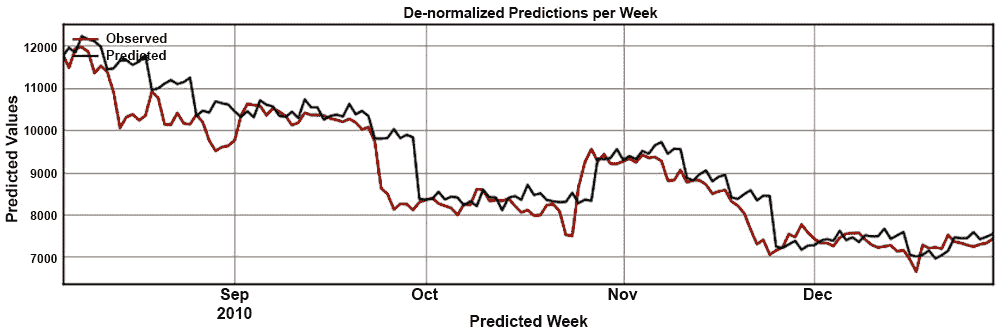 De-normalized Predictions per Week
Observed
Predicted
12000
11000
10000
9000
8000
7000
Predicted Values
Sep
2010
Oct
Nov
Dec
Predicted Week